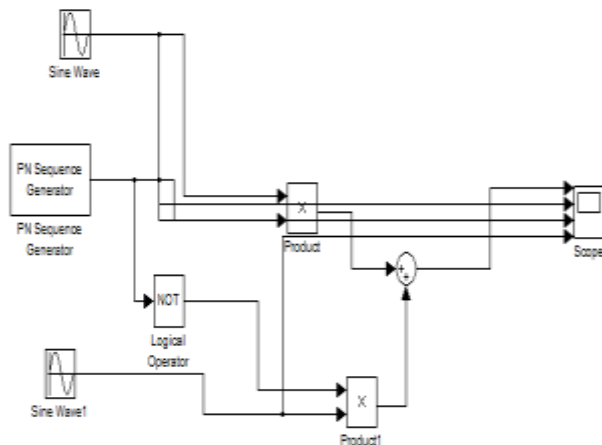 Sine Wave
PN Sequence
Generator
PN Sequence
Generator
X
Product
Scope
+
+
NOT
Logical
Operator
Sine Wave1
X
Product1